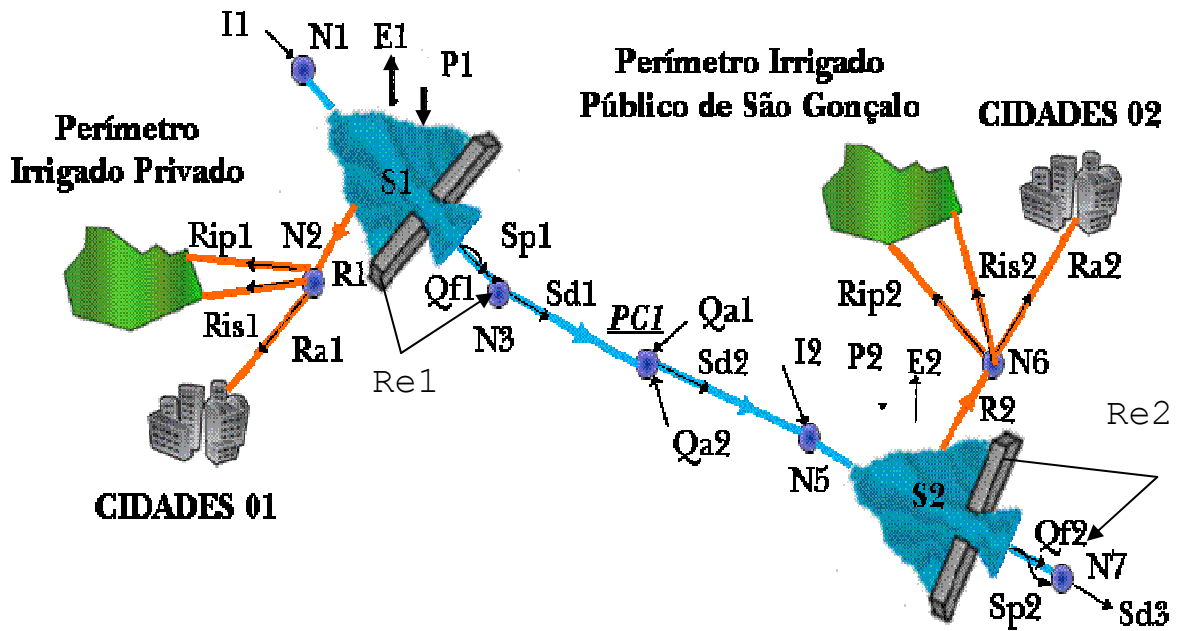 I1
N1
E1
P1
Perímetro
Irrigado Privado
S1
N2
Rip1
R1
Ris1
Ra1
CIDADES 01
Sp1
Qf1
N3
Re1
Sd1
PC1
Qa1
Qa2
Sd2
I2
N5
Perímetro Irrigado
Público de São Gonçalo
CIDADES 02
Rip2
Ris2
Ra2
N6
P2
E2
R2
Re2
S2
Qf2
N7
Sp2
Sd3